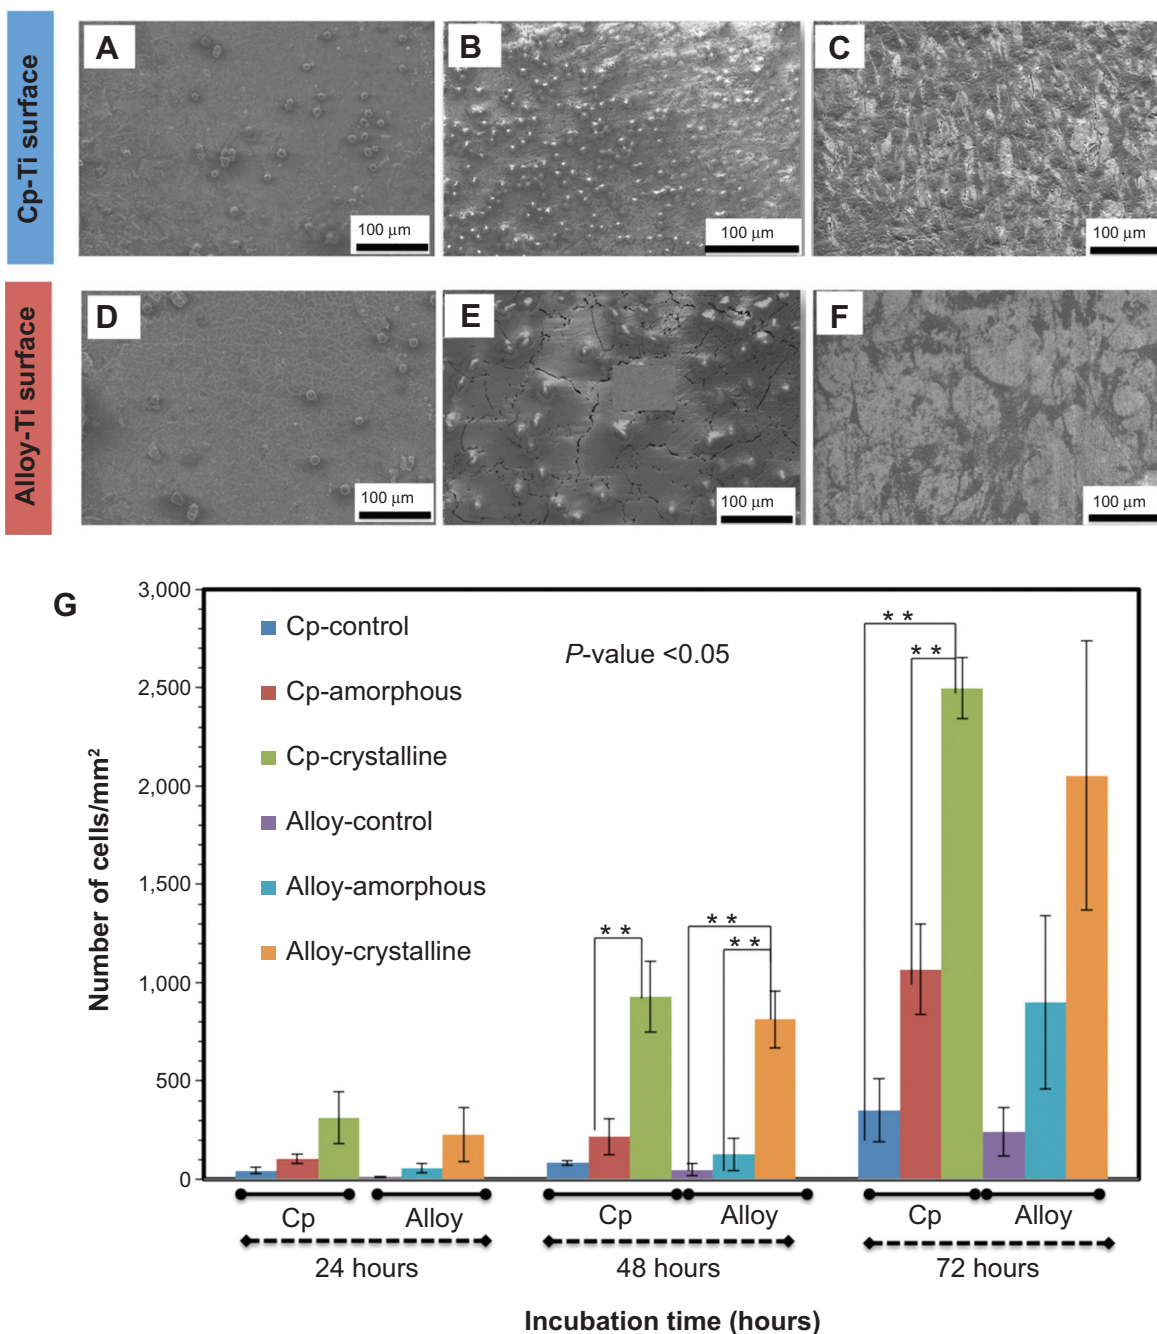 Cp-Ti surface
A
100 μm
B
100 μm
C
100 μm
Alloy-Ti surface
D
100 μm
E
100 μm
F
100 μm
G
Number of cells/mm²
3,000
2,500
2,000
1,500
1,000
500
0
Cp-control
Cp-amorphous
Cp-crystalline
Alloy-control
Alloy-amorphous
Alloy-crystalline
P-value <0.05
**
**
**
**
**
Cp
Alloy
Cp
Alloy
Cp
Alloy
24 hours
48 hours
72 hours
Incubation time (hours)